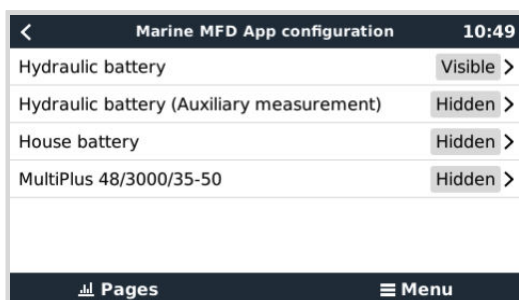 Marine MFD App configuration 10:49
Hydraulic battery Visible
Hydraulic battery (Auxiliary measurement) Hidden
House battery Hidden
MultiPlus 48/3000/35-50 Hidden
Pages Menu